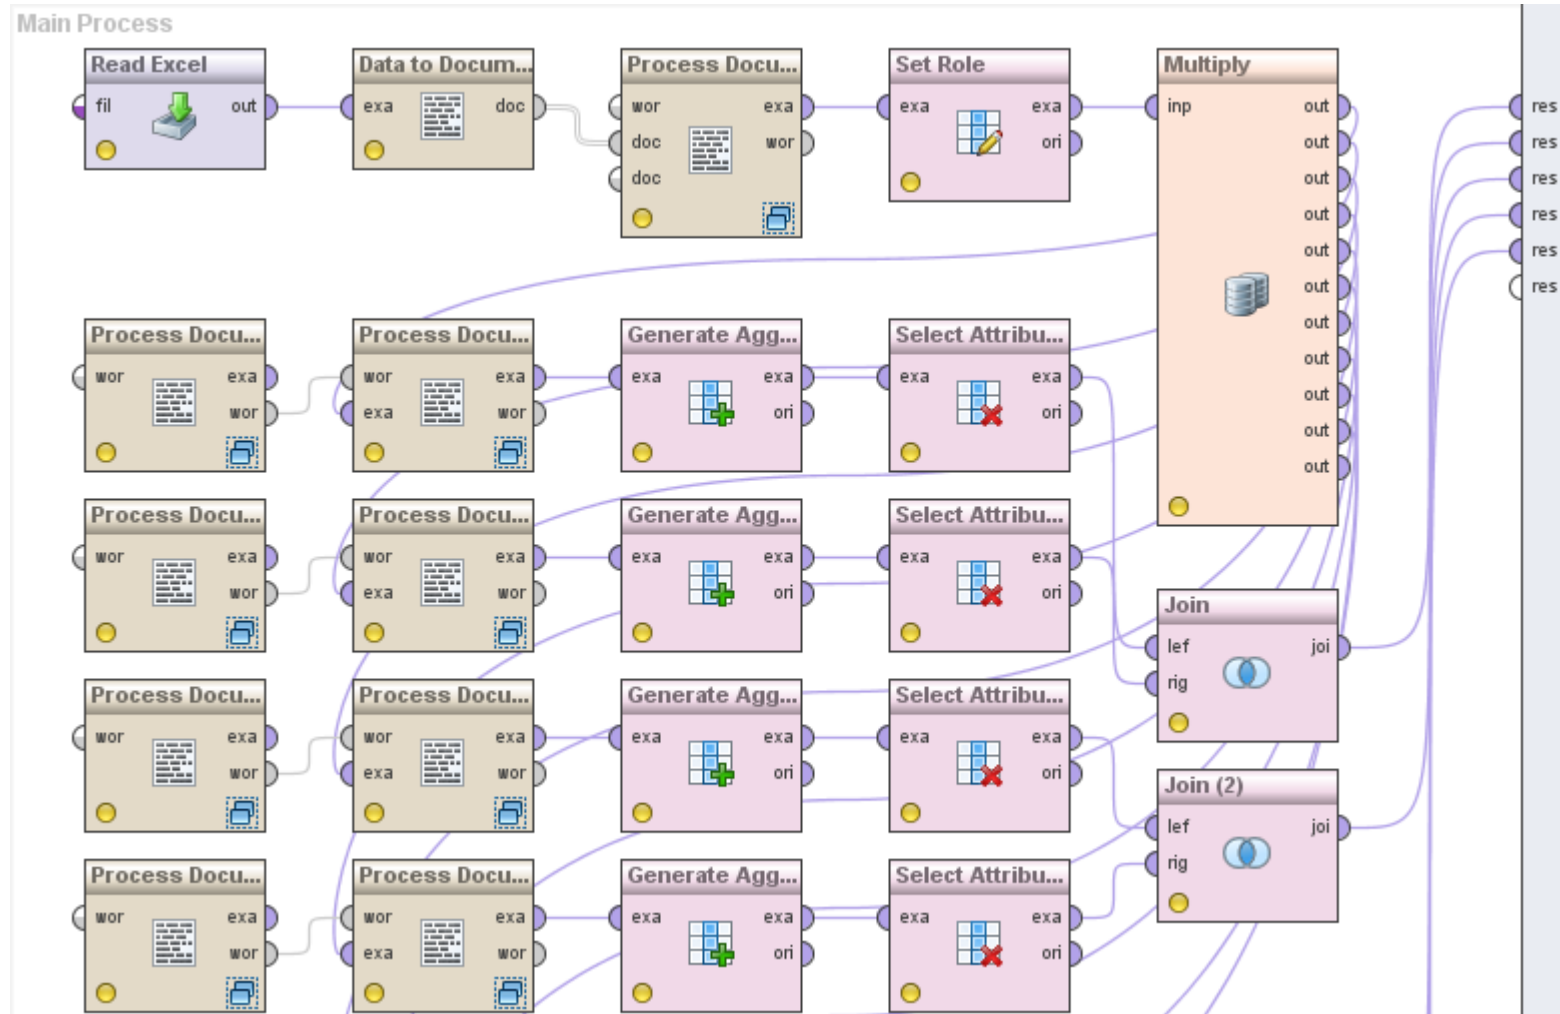 Main Process
Read Excel
fil out
Data to Docum...
exa doc
Process Docu...
wor exa
doc wor
doc
Set Role
exa exa
ori
Multiply
inp out
out
out
out
out
out
out
out
out
out
out
res
res
res
res
res
res
Process Docu...
wor exa
wor
Process Docu...
wor exa
exa wor
Generate Agg...
exa exa
ori
Select Attribu...
exa exa
ori
Process Docu...
wor exa
wor
Process Docu...
wor exa
exa wor
Generate Agg...
exa exa
ori
Select Attribu...
exa exa
ori
Join
lef joi
rig
Process Docu...
wor exa
wor
Process Docu...
wor exa
exa wor
Generate Agg...
exa exa
ori
Select Attribu...
exa exa
ori
Join (2)
lef joi
rig
Process Docu...
wor exa
wor
Process Docu...
wor exa
exa wor
Generate Agg...
exa exa
ori
Select Attribu...
exa exa
ori